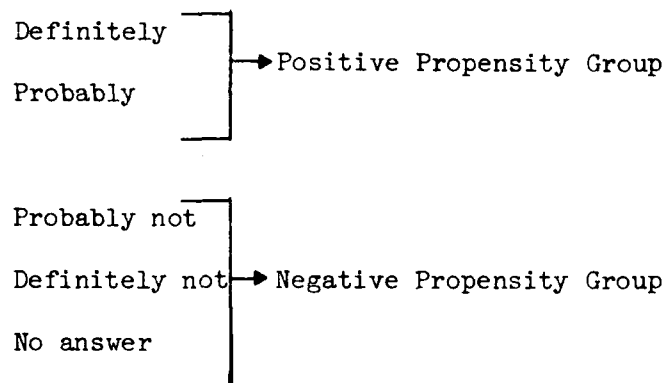 Definitely
Positive Propensity Group
Probably
Probably not
Definitely not Negative Propensity Group
No answer